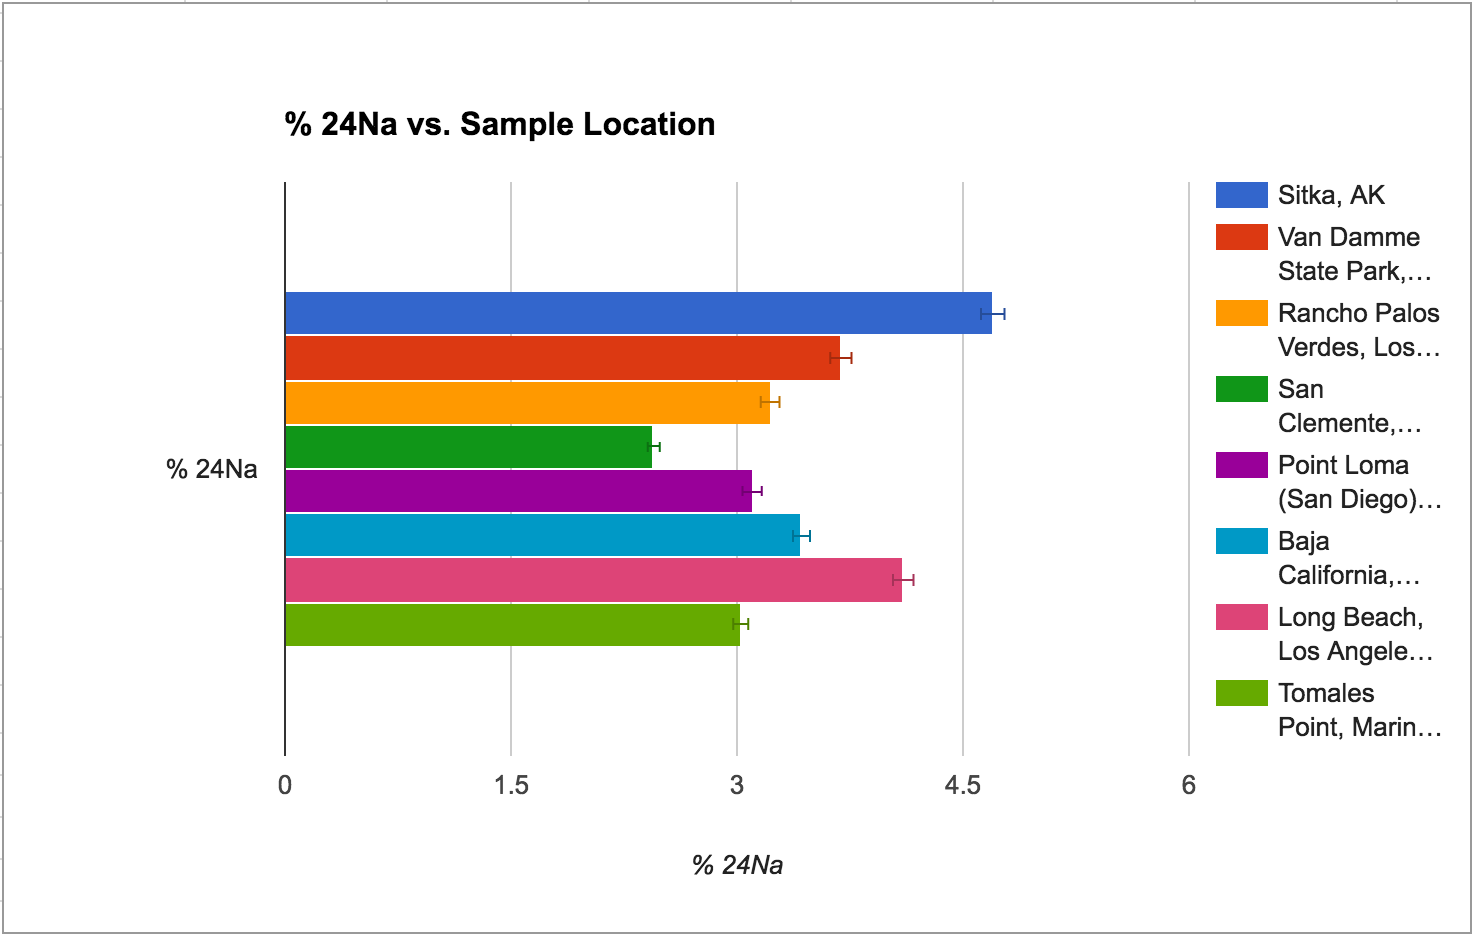 % 24Na vs. Sample Location
Sitka, AK
Van Damme
State Park,…
Rancho Palos
Verdes, Los…
San
Clemente,…
Point Loma
(San Diego)…
Baja
California,…
Long Beach,
Los Angele…
Tomales
Point, Marin…
% 24Na
0
1.5
3
4.5
6
% 24Na